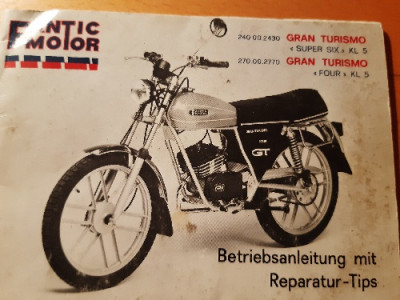 FANTIC
MOTOR
240.00.2430 GRAN TURISMO
« SUPER SIX » KL 5
270.00.2770 GRAN TURISMO
« FOUR » KL 5
GT
Betriebsanleitung mit
Reparatur-Tips